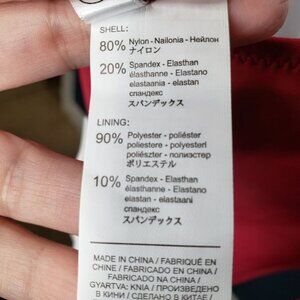 SHELL:
80% Nylon - Nailonia - Нейлон
ナイロン
20% Spandex - Elasthan
élasthanne - Elastano
elastaania - elastan
спандекс
スパンデックス
LINING:
90% Polyester - poliéster
poliestere - polyesteri
poliészter - полиэстер
ポリエステル
10% Spandex - Elasthan
élasthanne - Elastano
elastan - elastaani
спандекс
スパンデックス
MADE IN CHINA / FABRIQUÉ EN
CHINE / FABRICADO EN CHINA /
FABRICADO NA CHINA /
GYÁRTVA: KNIA / ПРОИЗВЕДЕНО
В КИНИ / СДЕЛАНО В КИТАЕ /